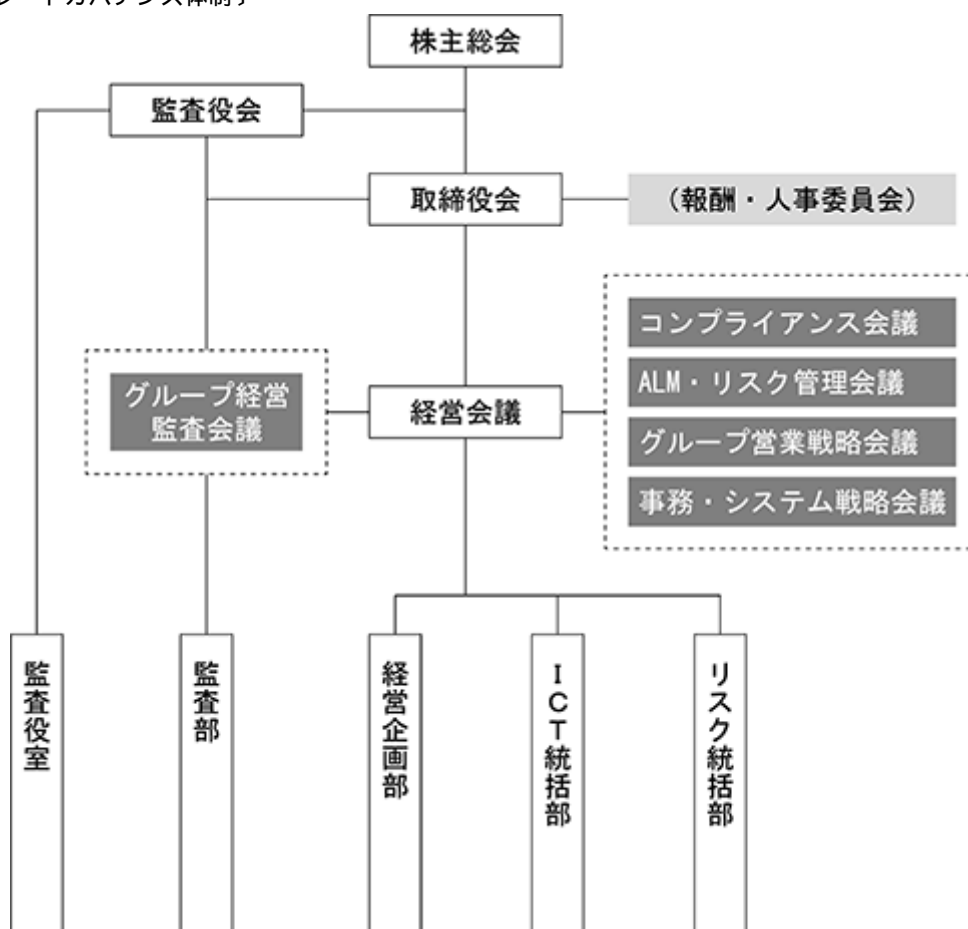 株主総会
監査役会
取締役会
（報酬・人事委員会）
コンプライアンス会議
ALM・リスク管理会議
グループ営業戦略会議
事務・システム戦略会議
グループ経営
監査会議
経営会議
監査役室
監査部
経営企画部
ICT統括部
リスク統括部